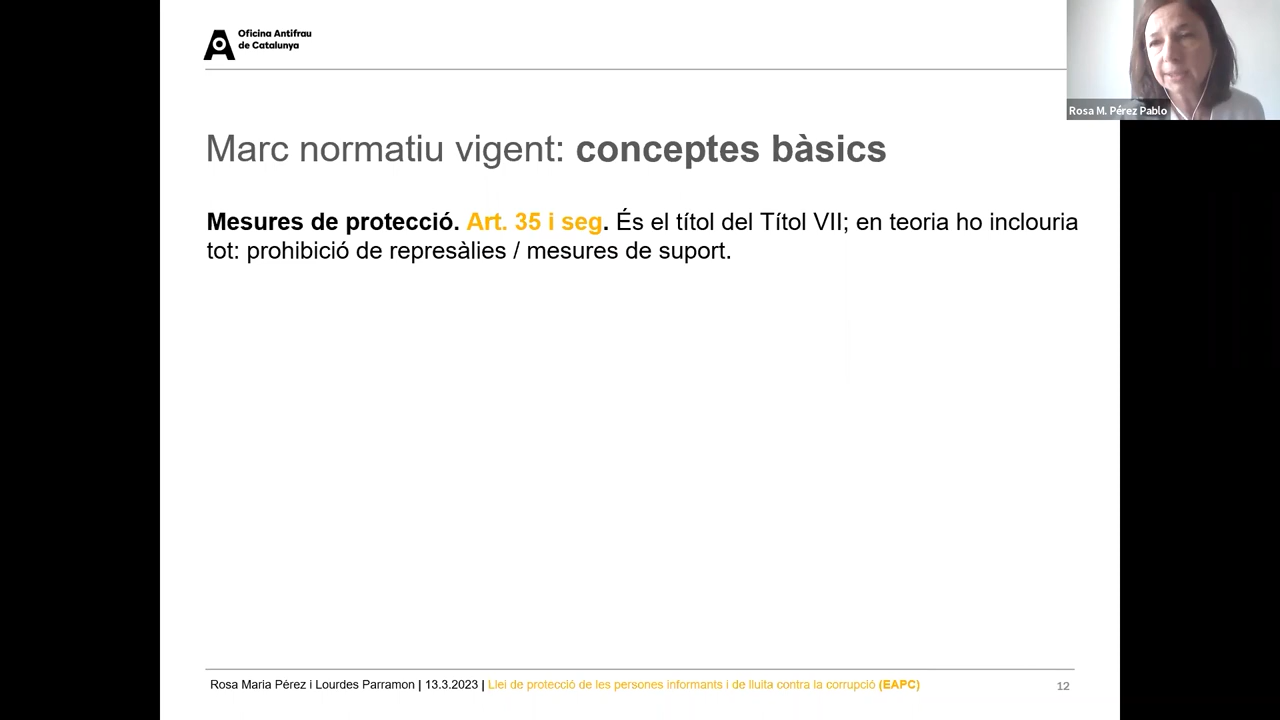 Oficina Antifrau
de Catalunya
Rosa M. Pérez Pablo
Marc normatiu vigent: conceptes bàsics
Mesures de protecció. Art. 35 i seg. És el títol del Títol VII; en teoria ho inclouria
tot: prohibició de represàlies / mesures de suport.
Rosa Maria Pérez i Lourdes Parramon | 13.3.2023 | Llei de protecció de les persones informants i de lluita contra la corrupció (EAPC)
12